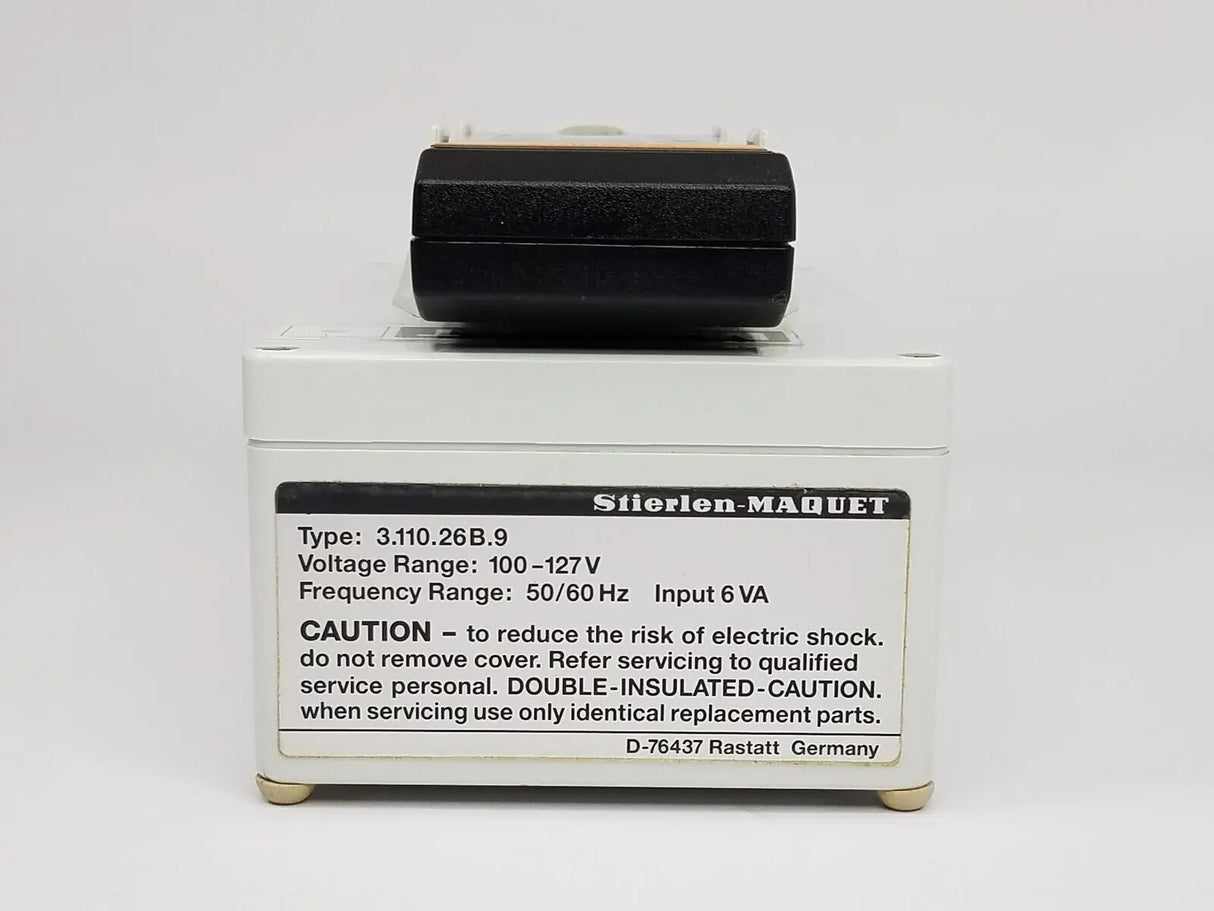 Stierlen-MAQUET
Type: 3.110.26B.9
Voltage Range: 100-127V
Frequency Range: 50/60Hz Input 6 VA
CAUTION - to reduce the risk of electric shock.
do not remove cover. Refer servicing to qualified
service personal. DOUBLE-INSULATED-CAUTION.
when servicing use only identical replacement parts.
D-76437 Rastatt Germany